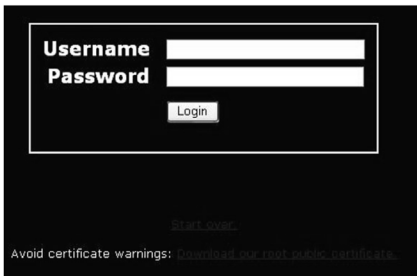 Username
Password
Login
Start over.
Avoid certificate warnings: Download our root public certificate.